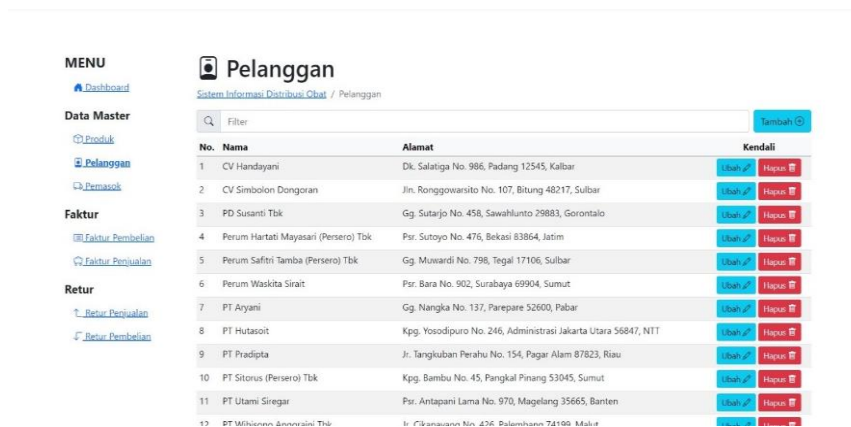 MENU
Dashboard
Data Master
Produk
Pelanggan
Pemasok
Faktur
Faktur Pembelian
Faktur Penjualan
Retur
Retur Penjualan
Retur Pembelian
Pelanggan
Sistem Informasi Distribusi Obat / Pelanggan
Filter Tambah
No. Nama Alamat Kendali
1 CV Handayani Dk. Salatiga No. 986, Padang 12545, Kalbar Ubah Hapus
2 CV Simbolon Dongoran Jln. Ronggowarsito No. 107, Bitung 48217, Sulbar Ubah Hapus
3 PD Susanti Tbk Gg. Sutarjo No. 458, Sawahlunto 29883, Gorontalo Ubah Hapus
4 Perum Hartati Mayasari (Persero) Tbk Psr. Sutoyo No. 476, Bekasi 83864, Jatim Ubah Hapus
5 Perum Safitri Tamba (Persero) Tbk Gg. Muwardi No. 798, Tegal 17106, Sulbar Ubah Hapus
6 Perum Waskita Sirait Psr. Bara No. 902, Surabaya 69904, Sumut Ubah Hapus
7 PT Aryani Gg. Nangka No. 137, Parepare 52600, Pabar Ubah Hapus
8 PT Hutasoit Kpg. Yosodipuro No. 246, Administrasi Jakarta Utara 56847, NTT Ubah Hapus
9 PT Pradipta Jr. Tangkuban Perahu No. 154, Pagar Alam 87823, Riau Ubah Hapus
10 PT Sitorus (Persero) Tbk Kpg. Bambu No. 45, Pangkal Pinang 53045, Sumut Ubah Hapus
11 PT Utami Siregar Psr. Antapani Lama No. 970, Magelang 35665, Banten Ubah Hapus
12 PT Wibisono Anggraini Tbk Jr. Cikapayang No. 426, Palembang 74199, Malut Ubah Hapus